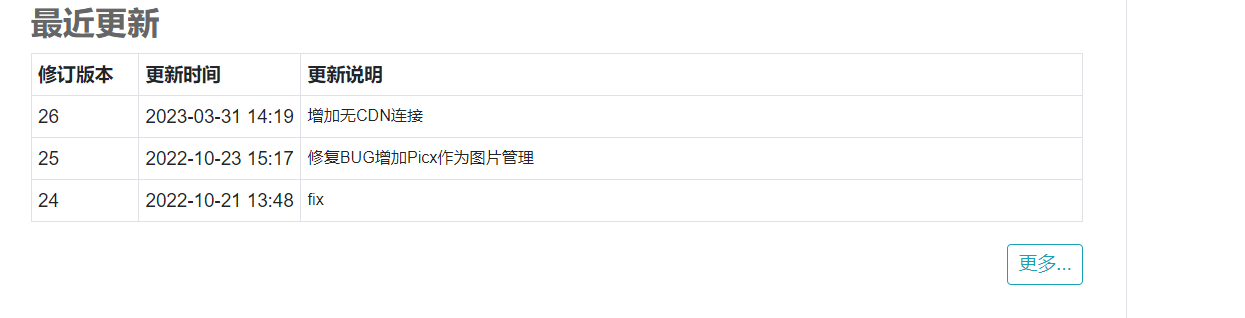 最近更新
修订版本 更新时间 更新说明
26 2023-03-31 14:19 增加无CDN连接
25 2022-10-23 15:17 修复BUG增加Picx作为图片管理
24 2022-10-21 13:48 fix
更多...